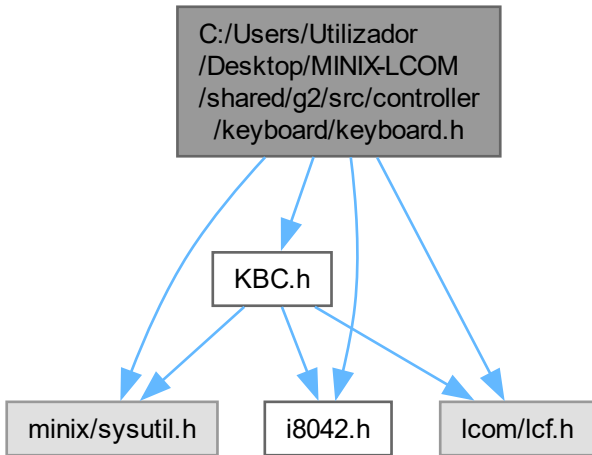 C:/Users/Utilizador
/Desktop/MINIX-LCOM
/shared/g2/src/controller
/keyboard/keyboard.h
KBC.h
minix/sysutil.h
i8042.h
lcom/lcf.h